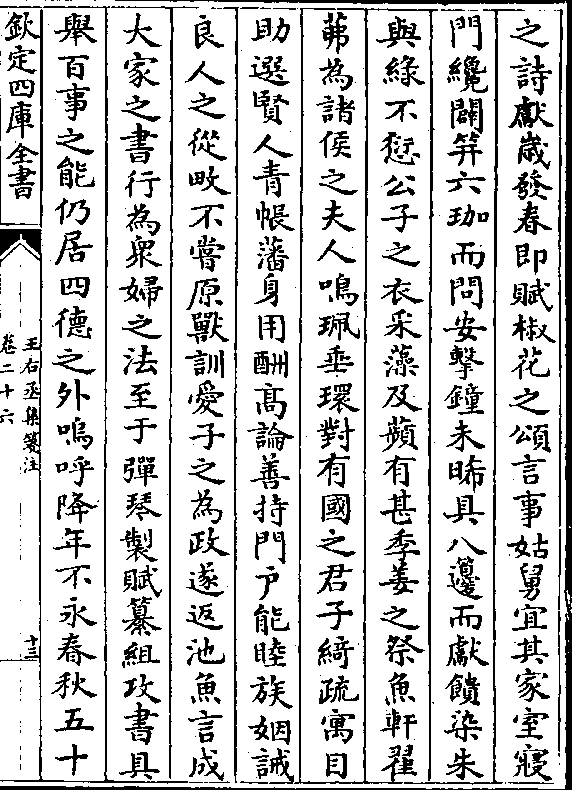 之詩獻歲發春即賦椒花之頌言事姑舅宜其家室寢
門纔闢笄六珈而問安擊鐘未晞具八籩而獻饋染朱
與緣不愆公子之衣采藻及蘋有甚季姜之祭魚軒翟
茀為諸侯之夫人鳴珮垂環對有國之君子綺疏寓目
助選賢人青帳藩身用酬高論善持門户能睦族姻誡
良人之從畋不嘗原獸訓愛子之為政遂返池魚言成
大家之書行為衆婦之法至于彈琴製賦纂組攻書具
舉百事之能仍居四德之外嗚呼降年不永春秋五十
欽定四庫全書
王右丞集箋注
卷二十六
十三